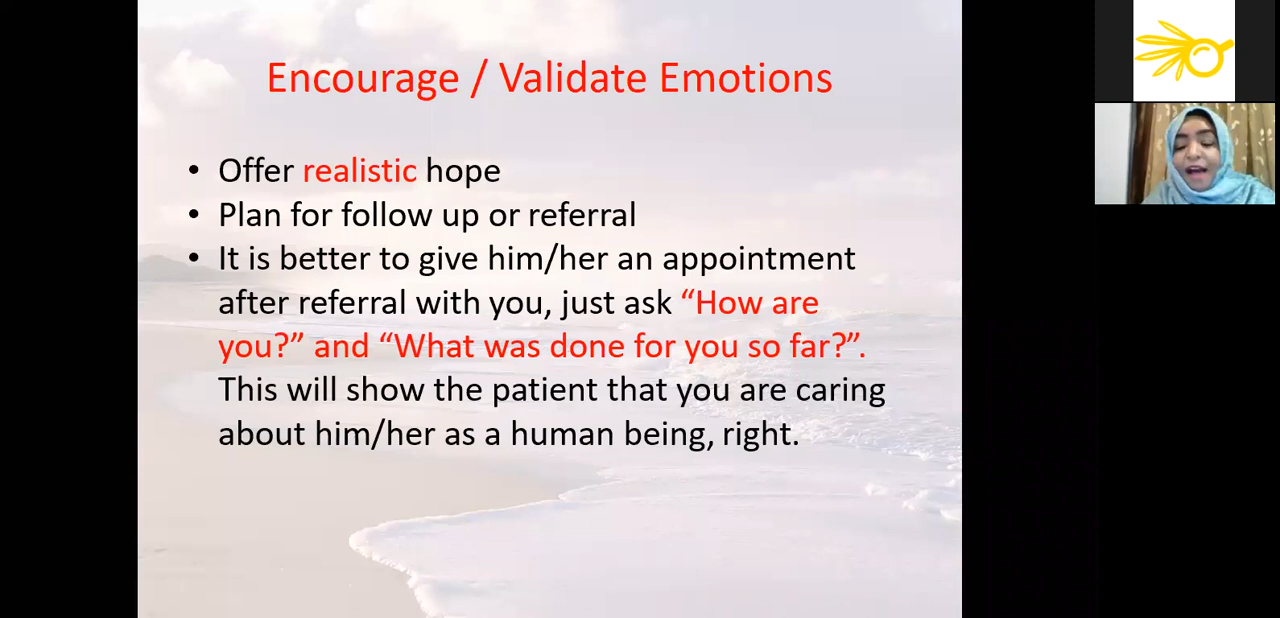 Encourage / Validate Emotions
• Offer realistic hope
• Plan for follow up or referral
• It is better to give him/her an appointment
after referral with you, just ask “How are
you?” and “What was done for you so far?”.
This will show the patient that you are caring
about him/her as a human being, right.